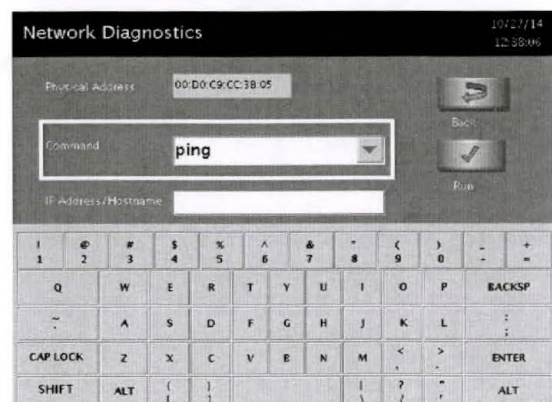 Network Diagnostics
10/27/14
12:38:06
Physical Address 00:D0:C9:CC:3B:05
Back
Command ping
Run
IP Address/Hostname
! @ # $ % ^ & * ( ) - +
1 2 3 4 5 6 7 8 9 0 - =
Q W E R T Y U I O P BACKSP
~ A S D F G H J K L : ;
CAP LOCK Z X C V B N M < , > . ENTER
SHIFT ALT { [ } ] | \ ? / " ' ALT